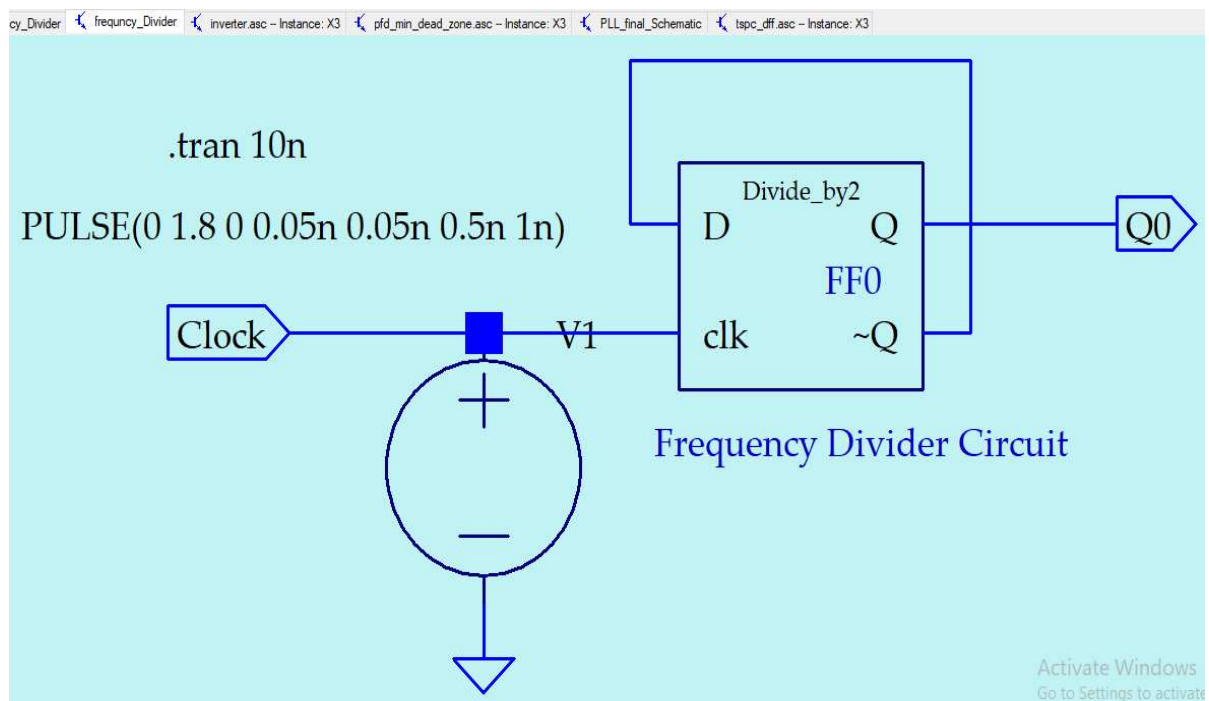 cy_Divider frequncy_Divider inverter.asc -- Instance: X3 pfd_min_dead_zone.asc -- Instance: X3 PLL_final_Schematic tspc_dff.asc -- Instance: X3
.tran 10n
PULSE(0 1.8 0 0.05n 0.05n 0.5n 1n)
Divide_by2
D Q
Q0
FF0
Clock
V1
clk ~Q
Frequency Divider Circuit
Activate Windows
Go to Settings to activate